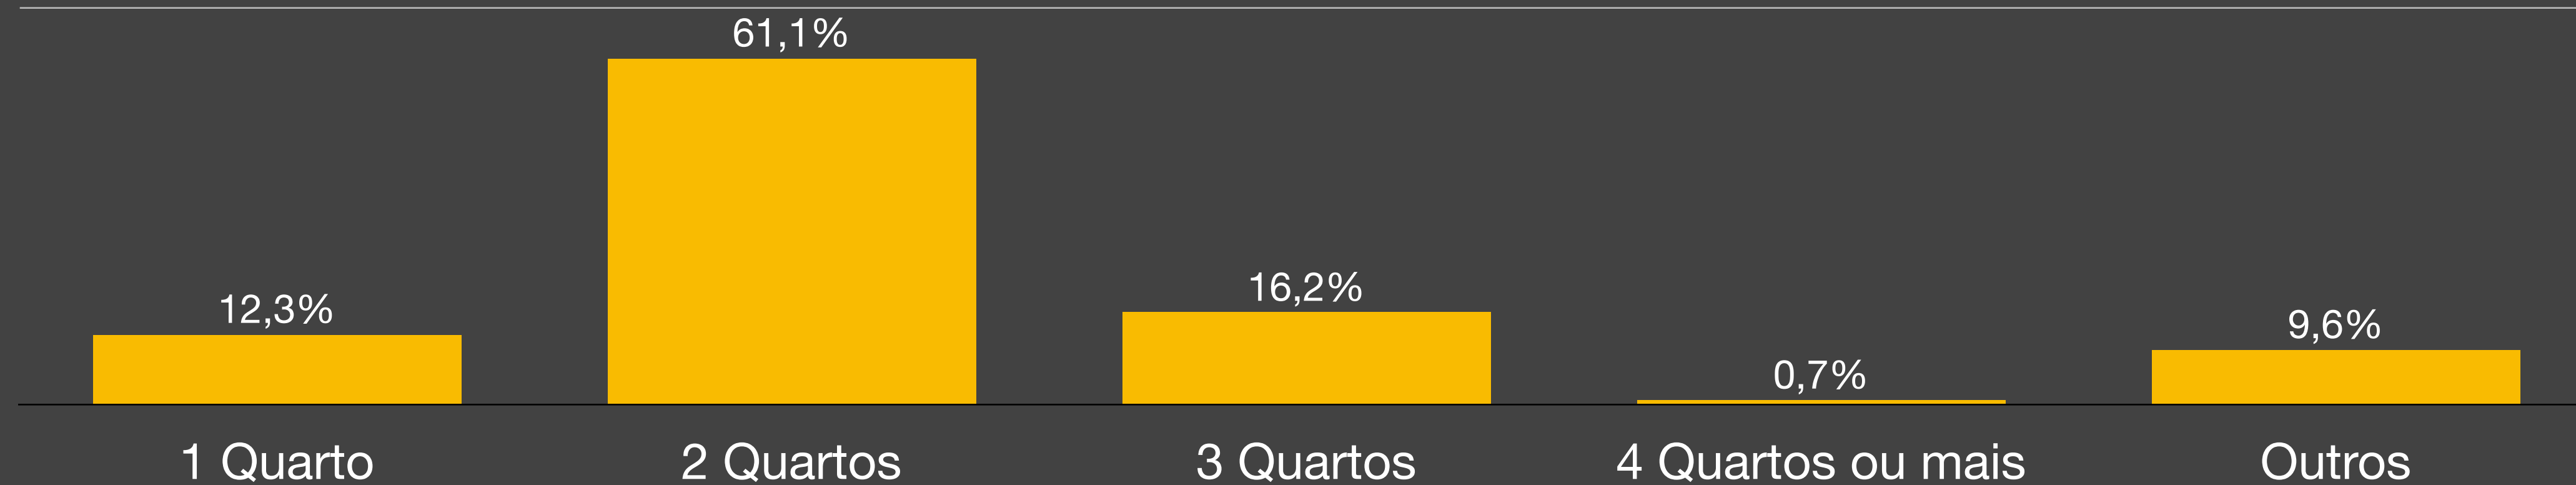 61,1%
16,2%
12,3%
9,6%
0,7%
1 Quarto
2 Quartos
3 Quartos
4 Quartos ou mais
Outros